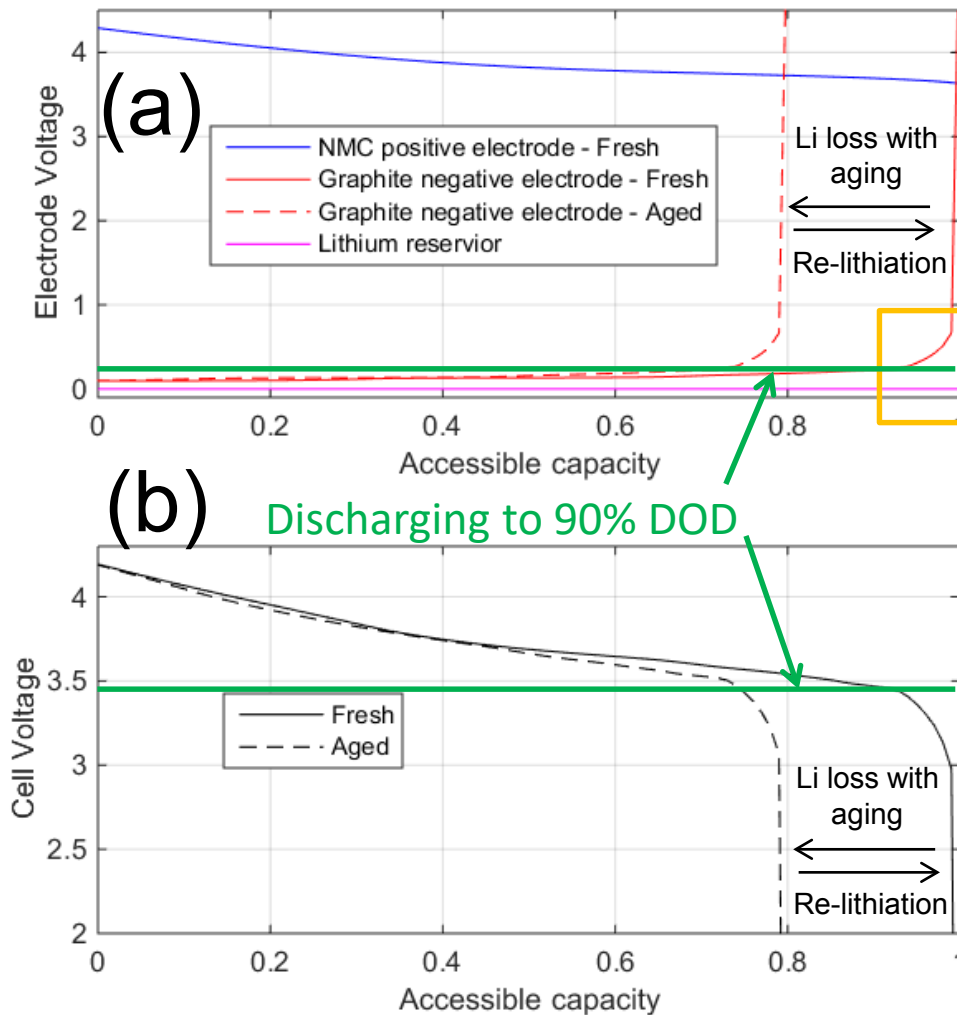 (a)
Electrode Voltage
4
3
2
1
0
NMC positive electrode - Fresh
Graphite negative electrode - Fresh
Graphite negative electrode - Aged
Lithium reservior
Li loss with
aging
Re-lithiation
0 0.2 0.4 0.6 0.8 1
Accessible capacity
(b)
Discharging to 90% DOD
Cell Voltage
4
3.5
3
2.5
2
Fresh
Aged
Li loss with
aging
Re-lithiation
0 0.2 0.4 0.6 0.8 1
Accessible capacity